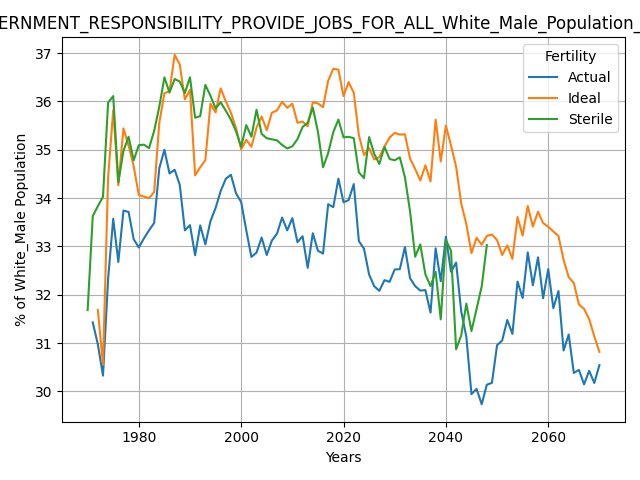 ERNMENT_RESPONSIBILITY_PROVIDE_JOBS_FOR_ALL_White_Male_Population_
Fertility
Actual
Ideal
Sterile
% of White_Male Population
37
36
35
34
33
32
31
30
1980
2000
2020
2040
2060
Years